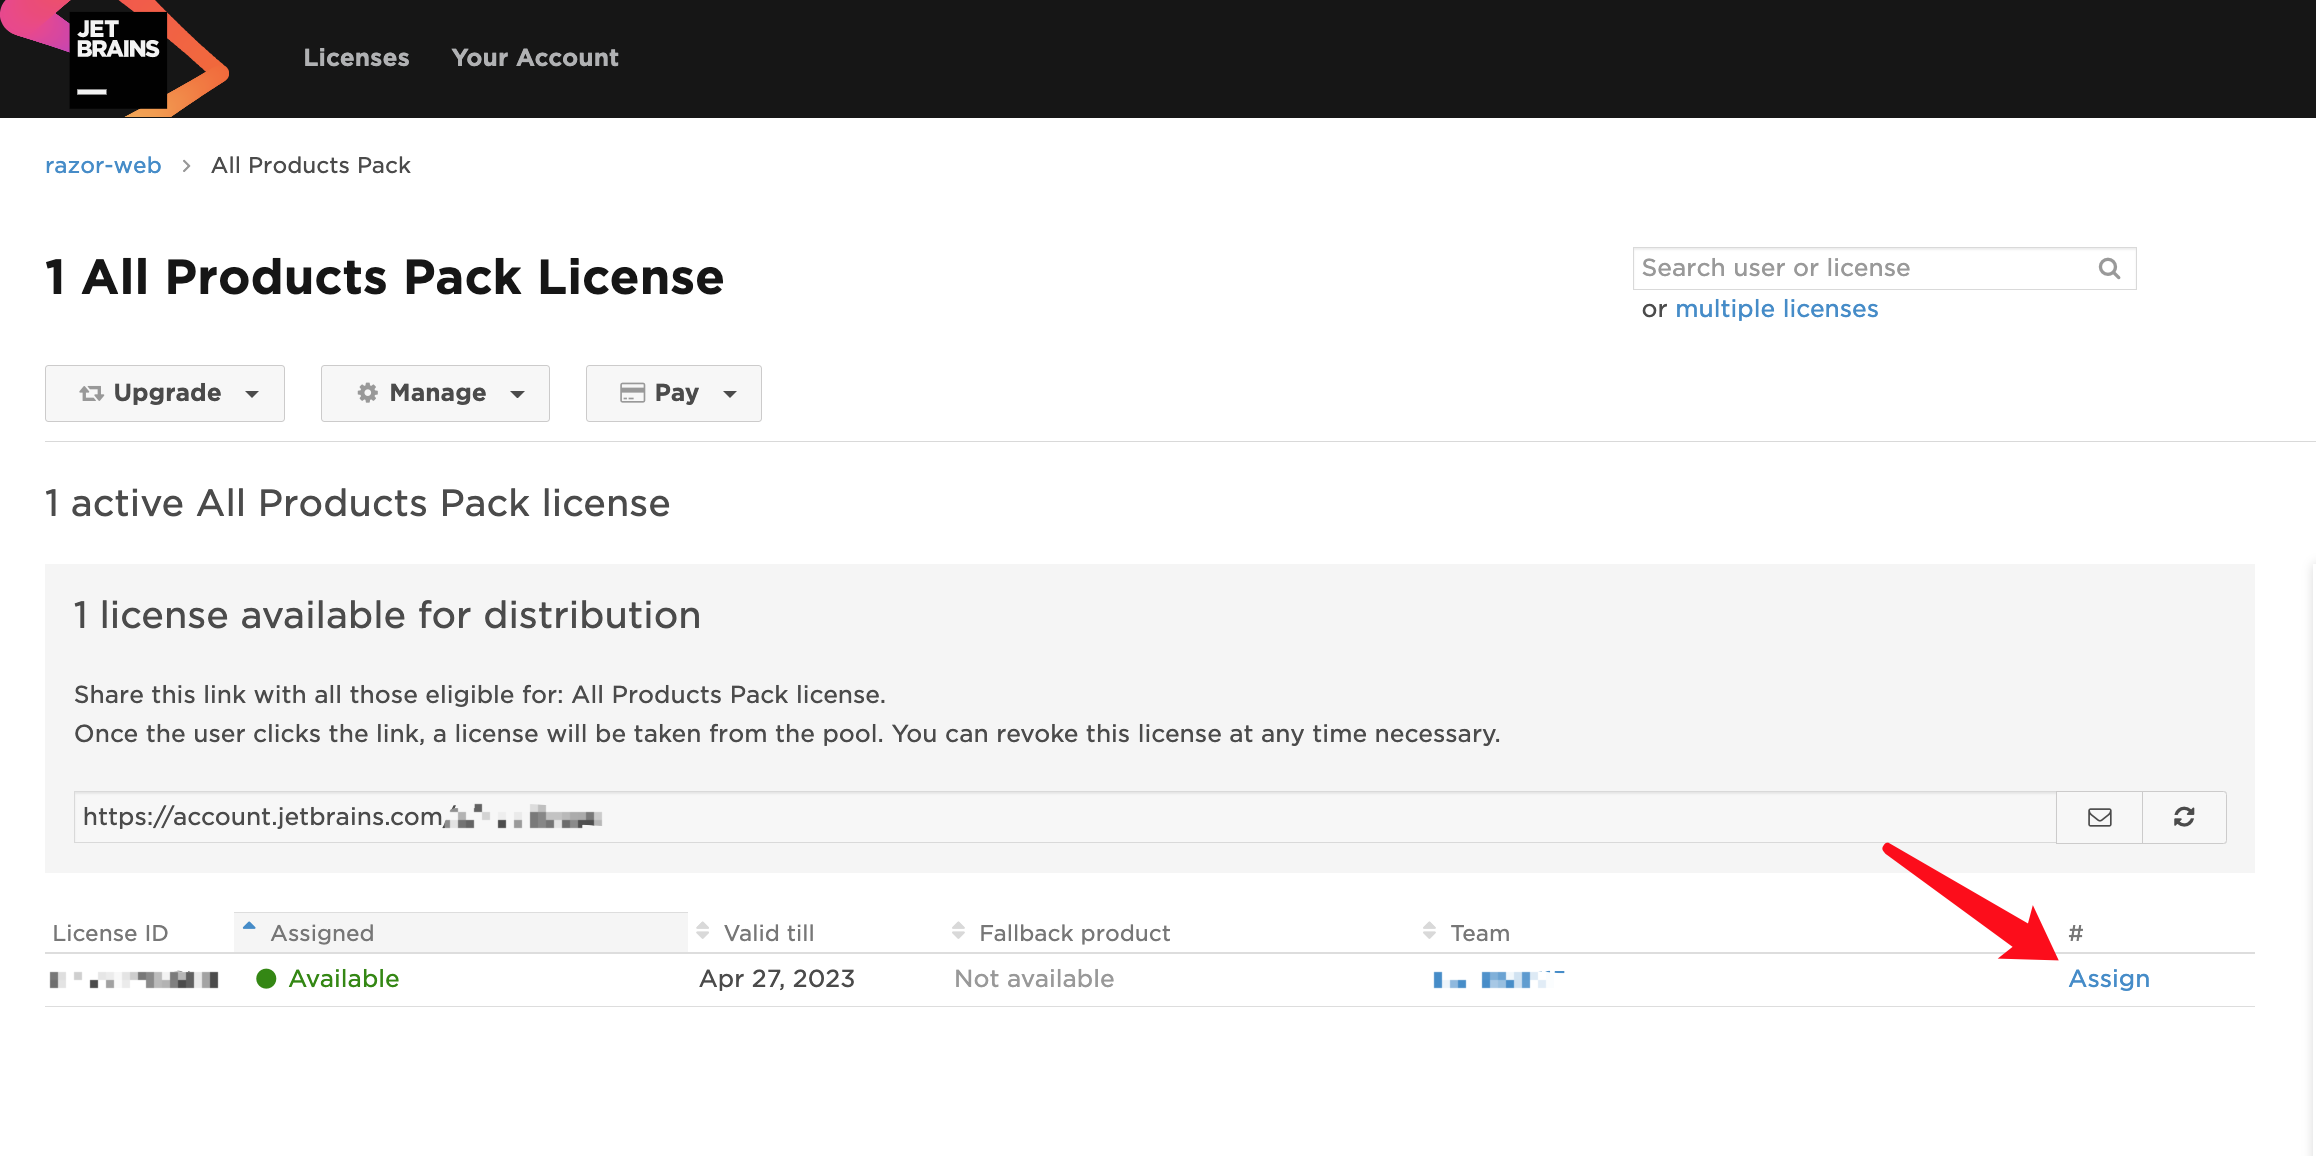 JET
BRAINS
Licenses Your Account
razor-web > All Products Pack
1 All Products Pack License
Search user or license
or multiple licenses
Upgrade Manage Pay
1 active All Products Pack license
1 license available for distribution
Share this link with all those eligible for: All Products Pack license.
Once the user clicks the link, a license will be taken from the pool. You can revoke this license at any time necessary.
https://account.jetbrains.com/
License ID Assigned Valid till Fallback product Team #
Available Apr 27, 2023 Not available Assign